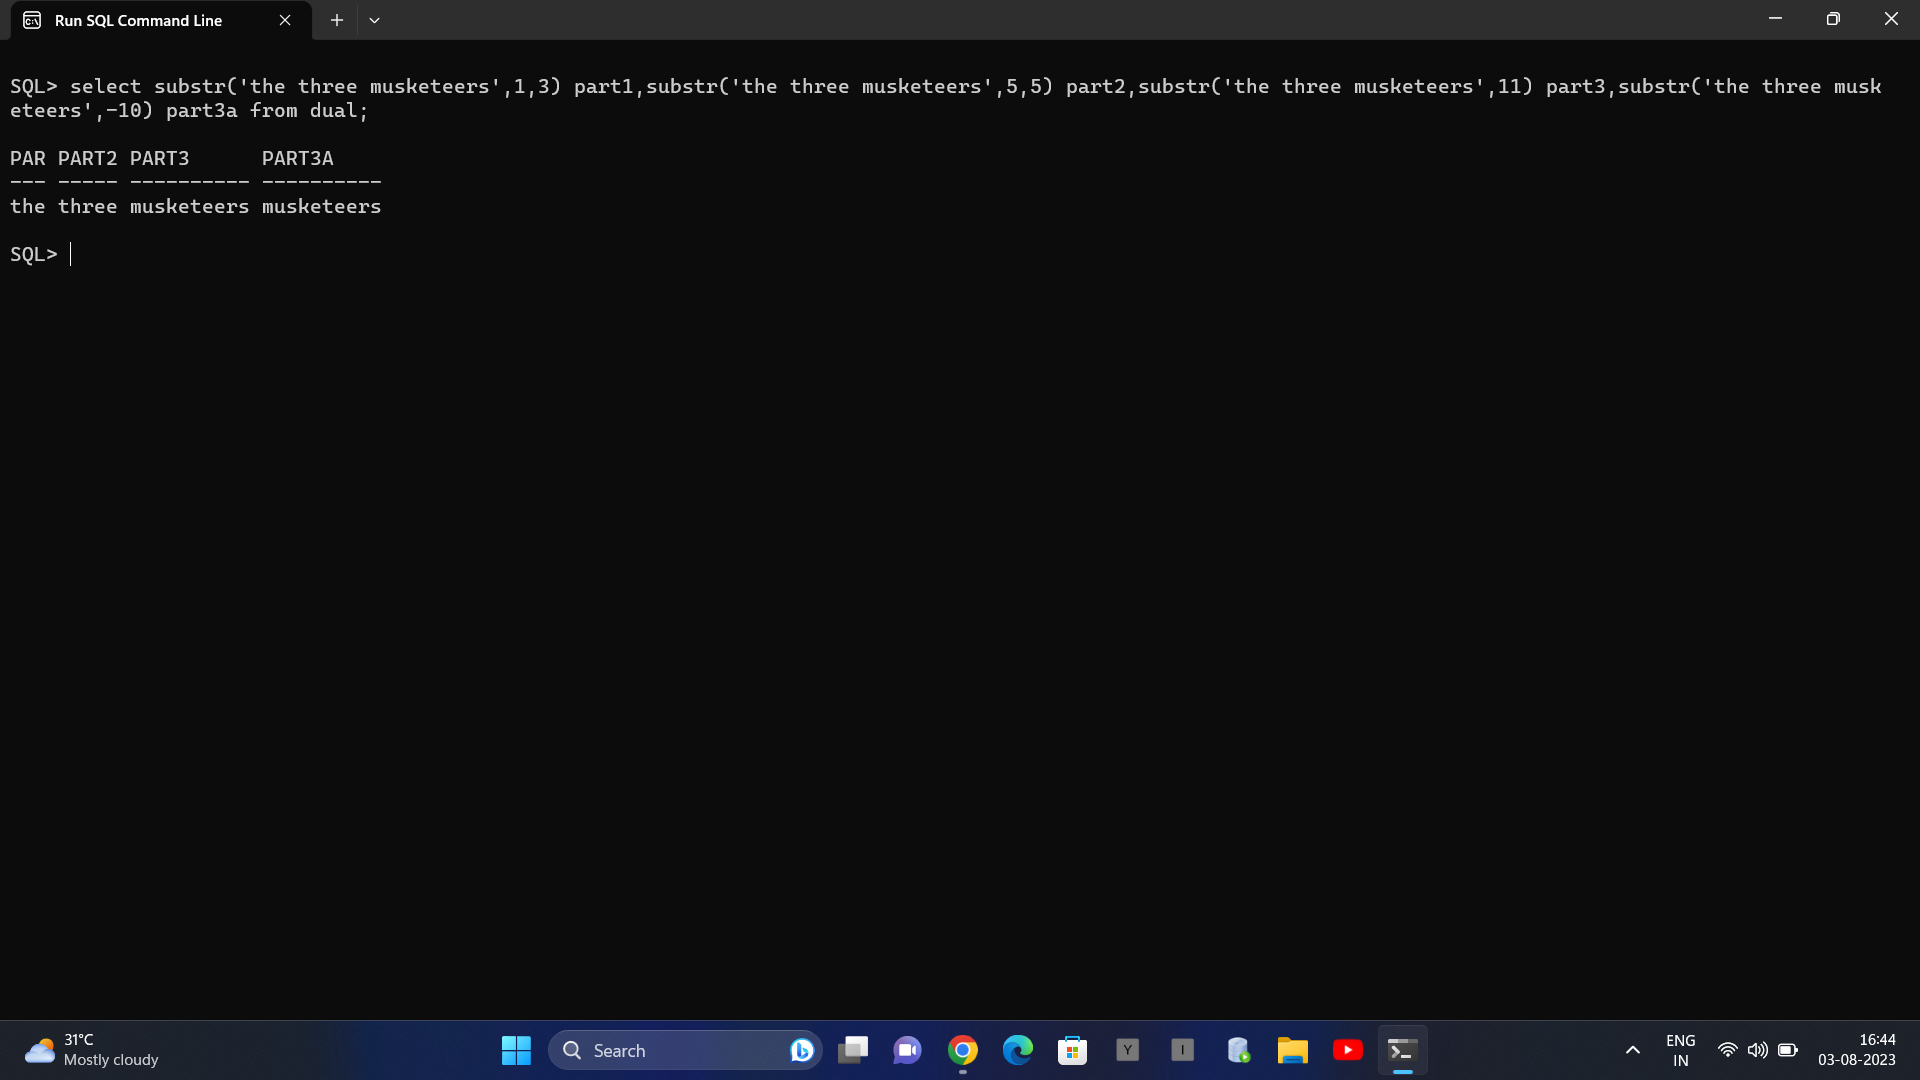 Run SQL Command Line
SQL> select substr('the three musketeers',1,3) part1,substr('the three musketeers',5,5) part2,substr('the three musketeers',11) part3,substr('the three musk
eteers',-10) part3a from dual;
PAR PART2 PART3      PART3A
--- ----- ---------- ----------
the three musketeers musketeers
SQL>
31°C
Mostly cloudy
Search
Y
I
ENG
IN
16:44
03-08-2023